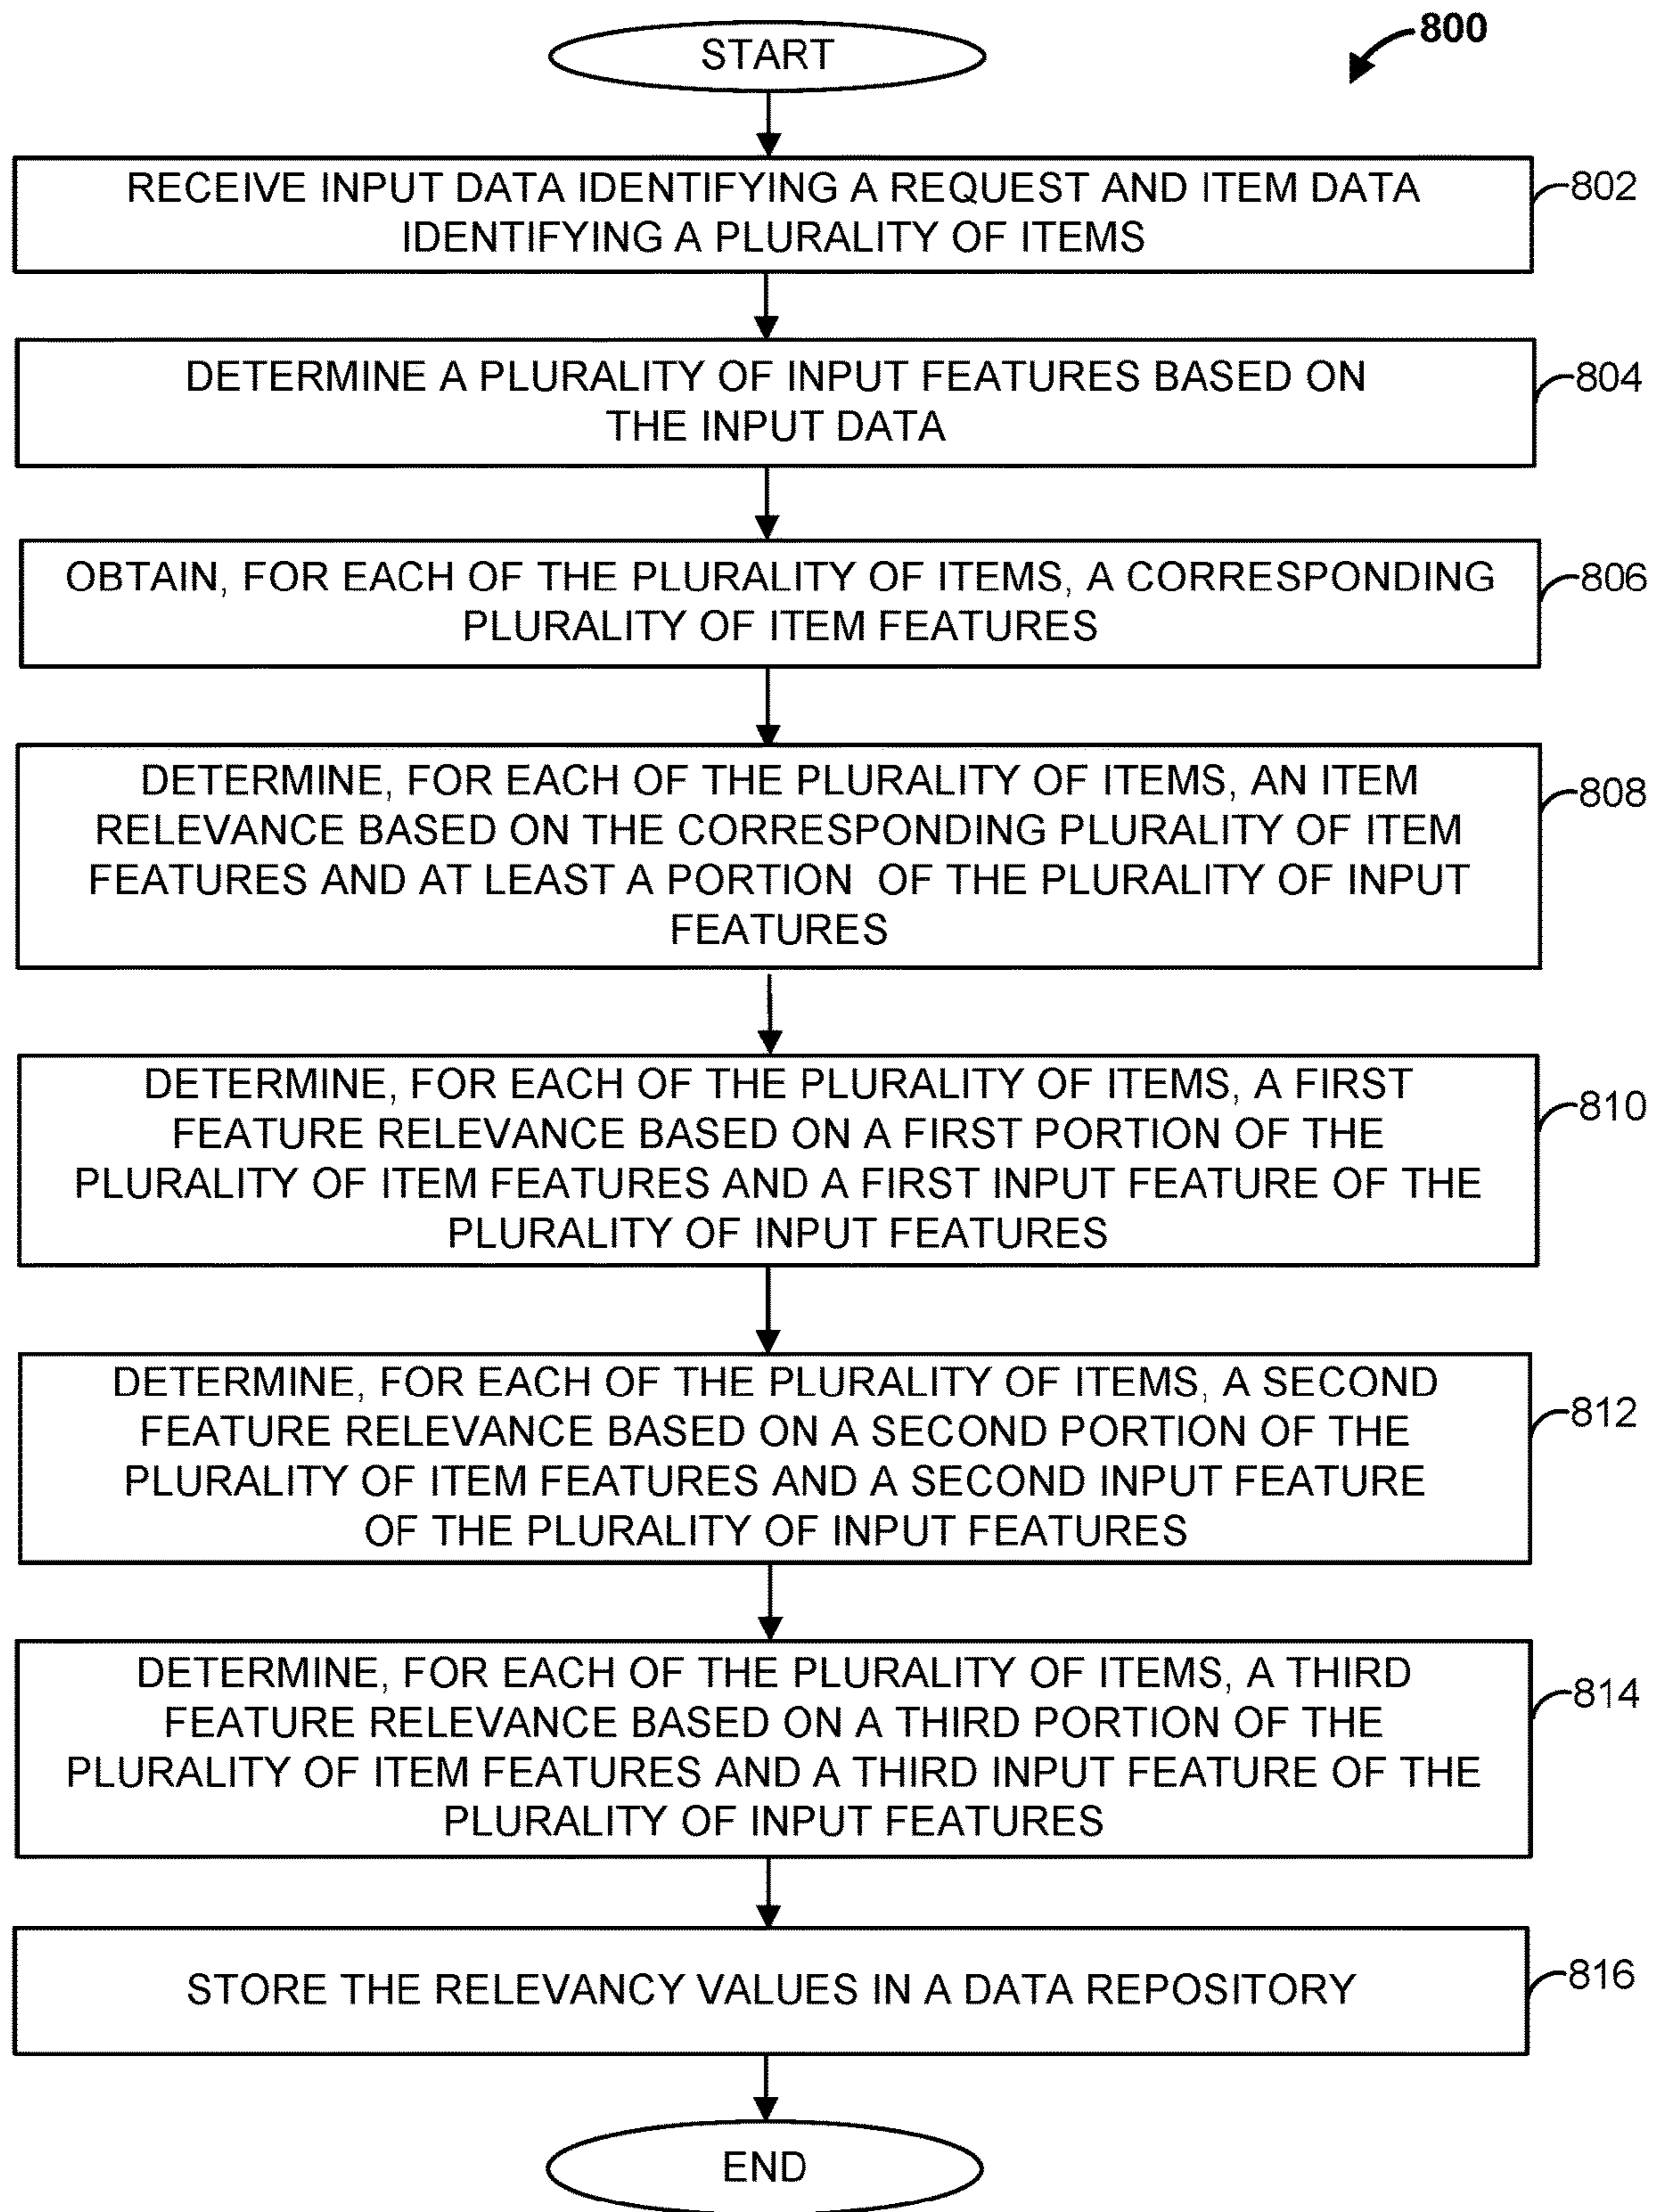 START
800
RECEIVE INPUT DATA IDENTIFYING A REQUEST AND ITEM DATA
IDENTIFYING A PLURALITY OF ITEMS
802
DETERMINE A PLURALITY OF INPUT FEATURES BASED ON
THE INPUT DATA
804
OBTAIN, FOR EACH OF THE PLURALITY OF ITEMS, A CORRESPONDING
PLURALITY OF ITEM FEATURES
806
DETERMINE, FOR EACH OF THE PLURALITY OF ITEMS, AN ITEM
RELEVANCE BASED ON THE CORRESPONDING PLURALITY OF ITEM
FEATURES AND AT LEAST A PORTION OF THE PLURALITY OF INPUT
FEATURES
808
DETERMINE, FOR EACH OF THE PLURALITY OF ITEMS, A FIRST
FEATURE RELEVANCE BASED ON A FIRST PORTION OF THE
PLURALITY OF ITEM FEATURES AND A FIRST INPUT FEATURE OF THE
PLURALITY OF INPUT FEATURES
810
DETERMINE, FOR EACH OF THE PLURALITY OF ITEMS, A SECOND
FEATURE RELEVANCE BASED ON A SECOND PORTION OF THE
PLURALITY OF ITEM FEATURES AND A SECOND INPUT FEATURE
OF THE PLURALITY OF INPUT FEATURES
812
DETERMINE, FOR EACH OF THE PLURALITY OF ITEMS, A THIRD
FEATURE RELEVANCE BASED ON A THIRD PORTION OF THE
PLURALITY OF ITEM FEATURES AND A THIRD INPUT FEATURE OF THE
PLURALITY OF INPUT FEATURES
814
STORE THE RELEVANCY VALUES IN A DATA REPOSITORY
816
END